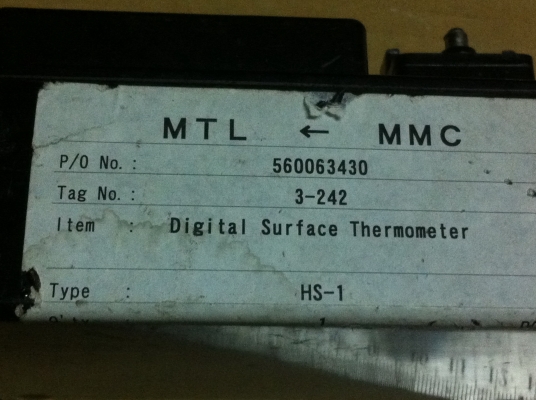 MTL ← MMC
P/O No. : 560063430
Tag No. : 3-242
Item : Digital Surface Thermometer
Type : HS-1